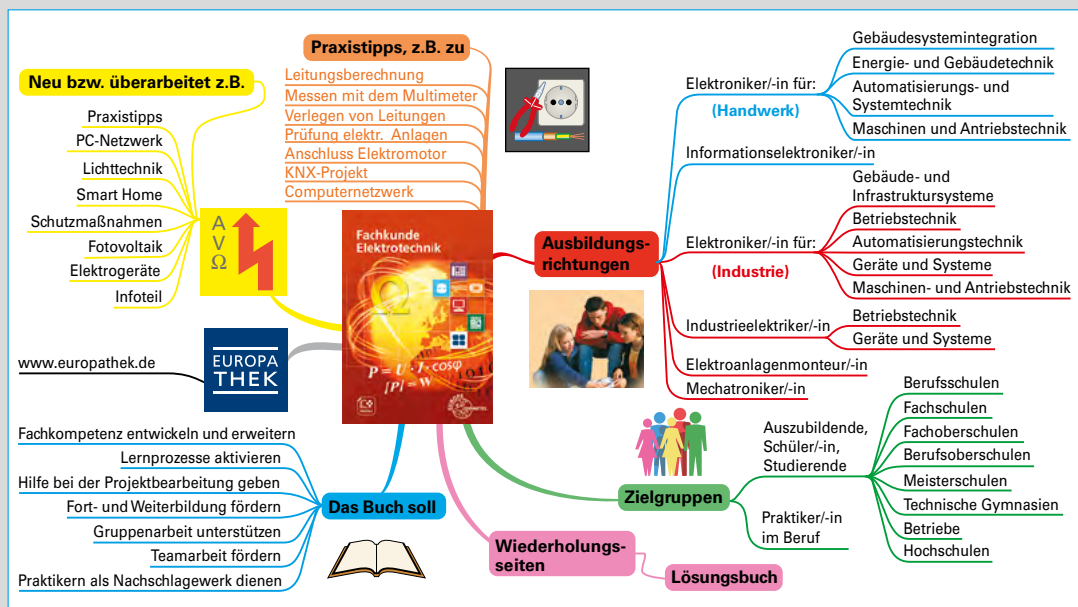 Neu bzw. überarbeitet z.B.
Praxistipps
PC-Netzwerk
Lichttechnik
Smart Home
Schutzmaßnahmen
Fotovoltaik
Elektrogeräte
Infoteil
A
V
Ω
Praxistipps, z.B. zu
Leitungsberechnung
Messen mit dem Multimeter
Verlegen von Leitungen
Prüfung elektr. Anlagen
Anschluss Elektromotor
KNX-Projekt
Computernetzwerk
Fachkunde
Elektrotechnik
Ω
P = U · I · cosφ
[P] = W
Ausbildungs-
richtungen
Elektroniker/-in für:
(Handwerk)
Gebäudesystemintegration
Energie- und Gebäudetechnik
Automatisierungs- und
Systemtechnik
Maschinen und Antriebstechnik
Informationselektroniker/-in
Elektroniker/-in für:
(Industrie)
Gebäude- und
Infrastruktursysteme
Betriebstechnik
Automatisierungstechnik
Geräte und Systeme
Maschinen- und Antriebstechnik
Industrieelektriker/-in
Betriebstechnik
Geräte und Systeme
Elektroanlagenmonteur/-in
Mechatroniker/-in
www.europathek.de
EUROPA
THEK
Das Buch soll
Fachkompetenz entwickeln und erweitern
Lernprozesse aktivieren
Hilfe bei der Projektbearbeitung geben
Fort- und Weiterbildung fördern
Gruppenarbeit unterstützen
Teamarbeit fördern
Praktikern als Nachschlagewerk dienen
Wiederholungs-
seiten
Lösungsbuch
Zielgruppen
Auszubildende,
Schüler/-in,
Studierende
Berufsschulen
Fachschulen
Fachoberschulen
Berufsoberschulen
Meisterschulen
Technische Gymnasien
Betriebe
Hochschulen
Praktiker/-in
im Beruf